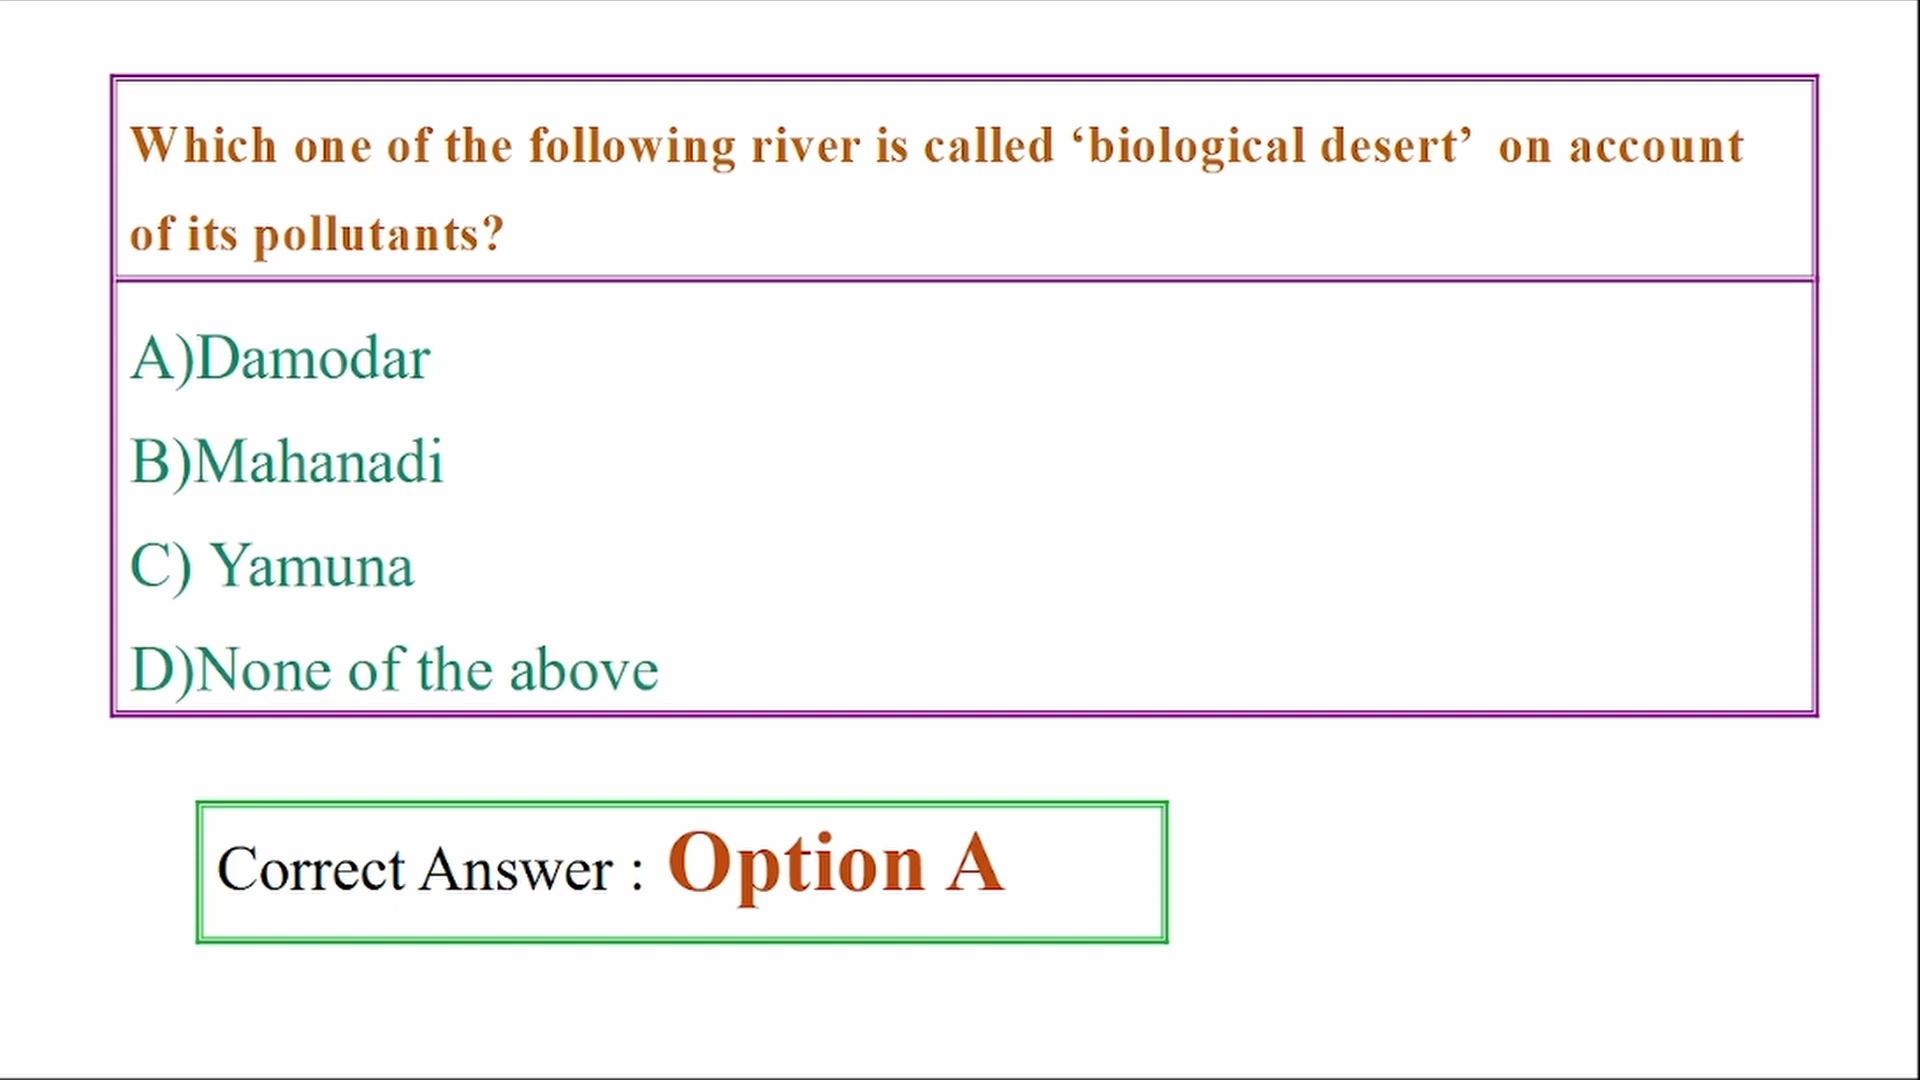 Which one of the following river is called ‘biological desert’ on account
of its pollutants?
A)Damodar
B)Mahanadi
C) Yamuna
D)None of the above
Correct Answer : Option A